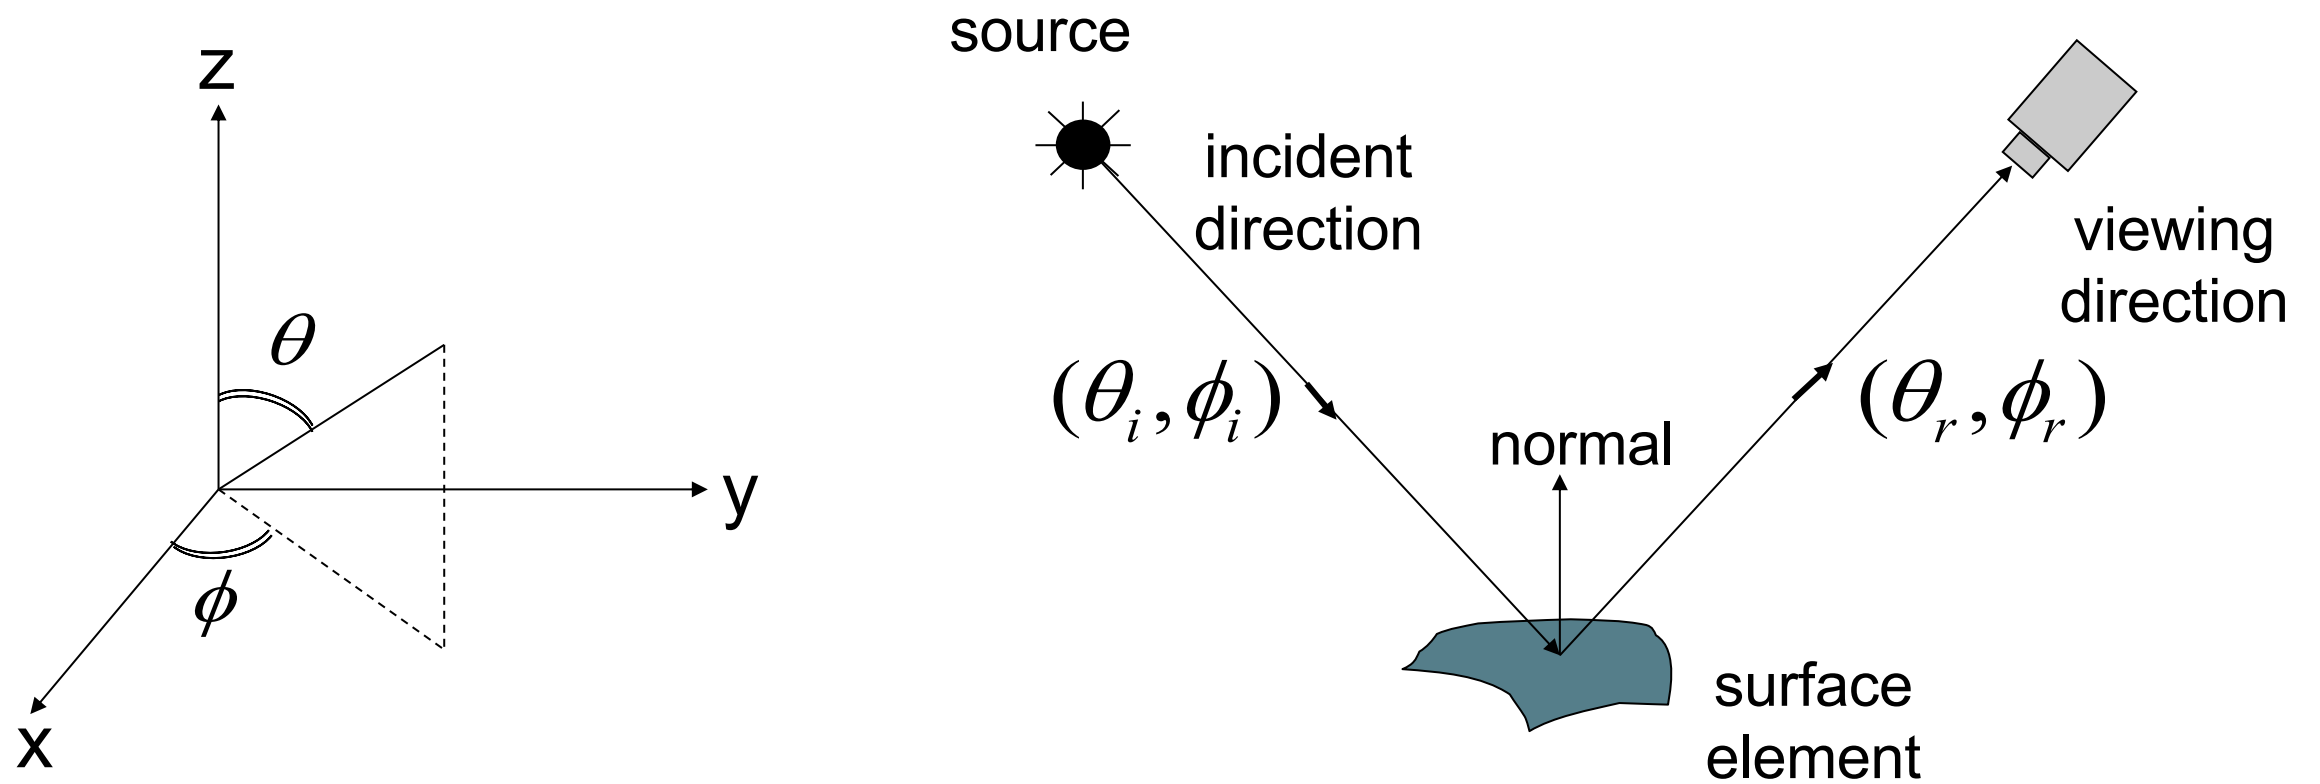 z
θ
y
ϕ
x
source
incident
direction
(θi, ϕi)
normal
viewing
direction
(θr, ϕr)
surface
element